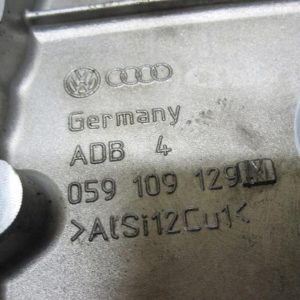 Germany
ADB 4
059 109 129 M
>AlSi12Cu1<